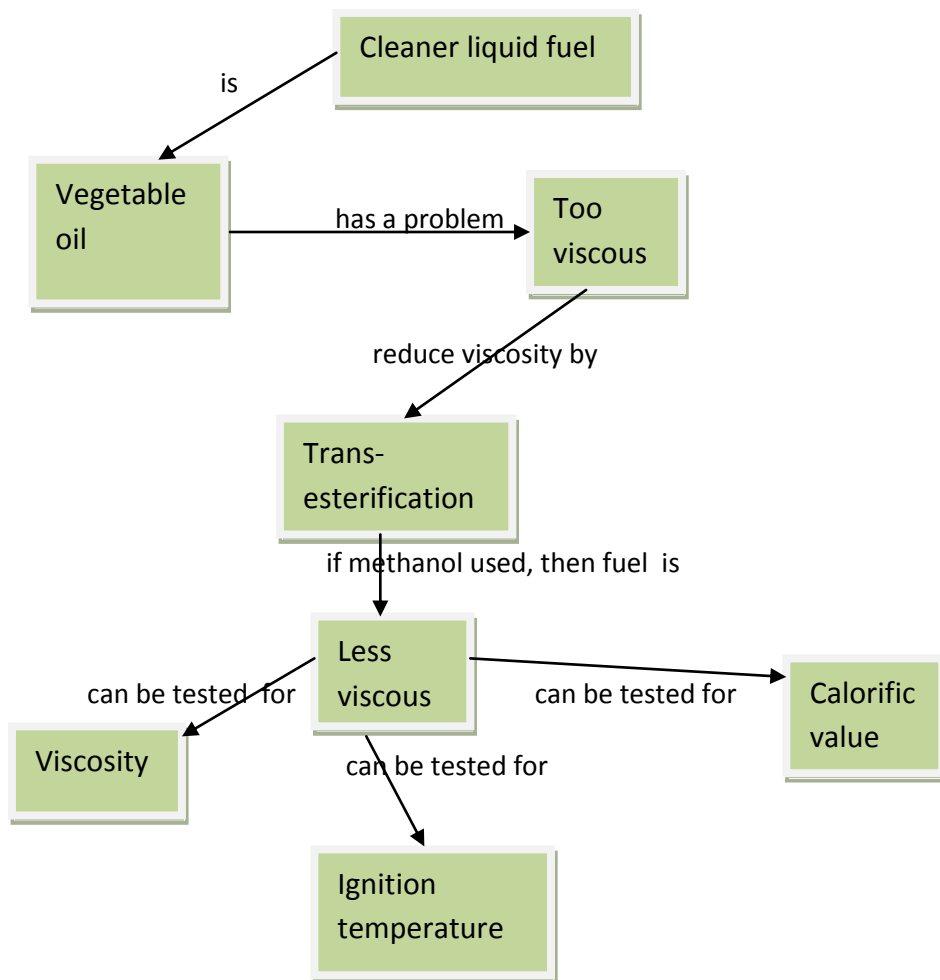 Cleaner liquid fuel
is
Vegetable
oil
has a problem
Too
viscous
reduce viscosity by
Trans-
esterification
if methanol used, then fuel  is
Less
viscous
can be tested  for
can be tested for
Calorific
value
Viscosity
can be tested for
Ignition
temperature